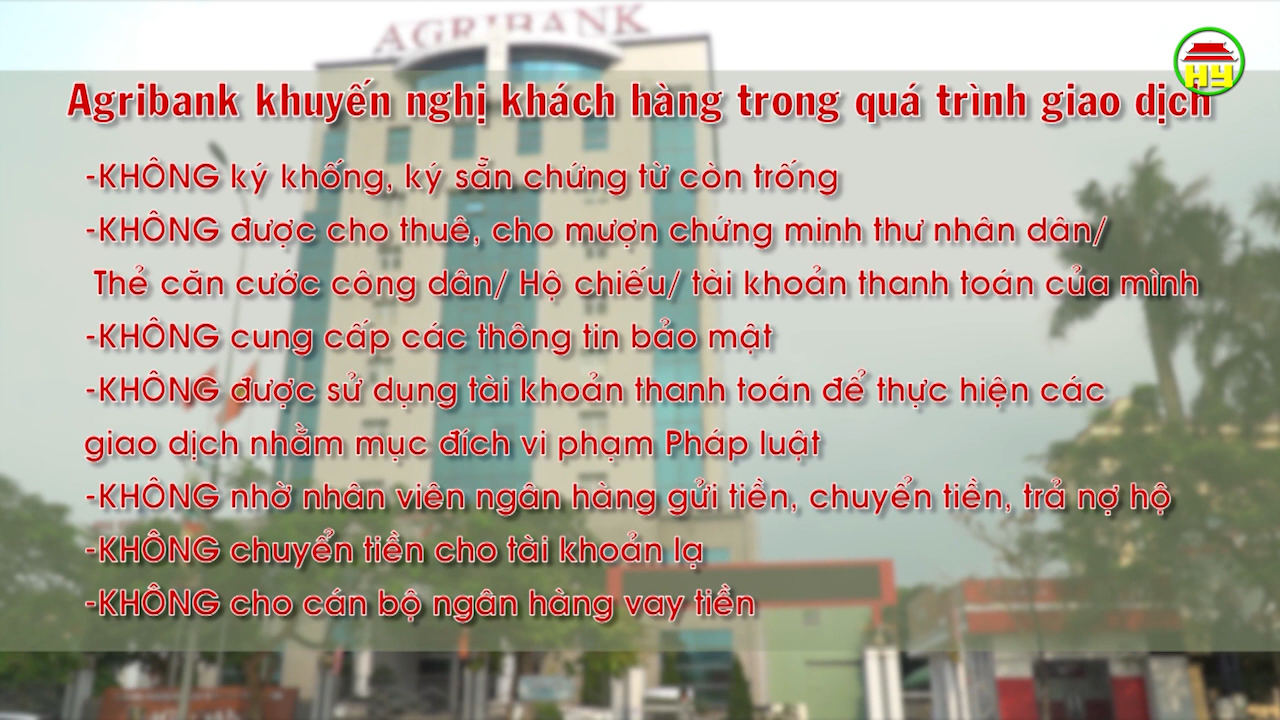 AGRIBANK
HY
Agribank khuyến nghị khách hàng trong quá trình giao dịch
-KHÔNG ký khống, ký sẵn chứng từ còn trống
-KHÔNG được cho thuê, cho mượn chứng minh thư nhân dân/
Thẻ căn cước công dân/ Hộ chiếu/ tài khoản thanh toán của mình
-KHÔNG cung cấp các thông tin bảo mật
-KHÔNG được sử dụng tài khoản thanh toán để thực hiện các
giao dịch nhằm mục đích vi phạm Pháp luật
-KHÔNG nhờ nhân viên ngân hàng gửi tiền, chuyển tiền, trả nợ hộ
-KHÔNG chuyển tiền cho tài khoản lạ
-KHÔNG cho cán bộ ngân hàng vay tiền